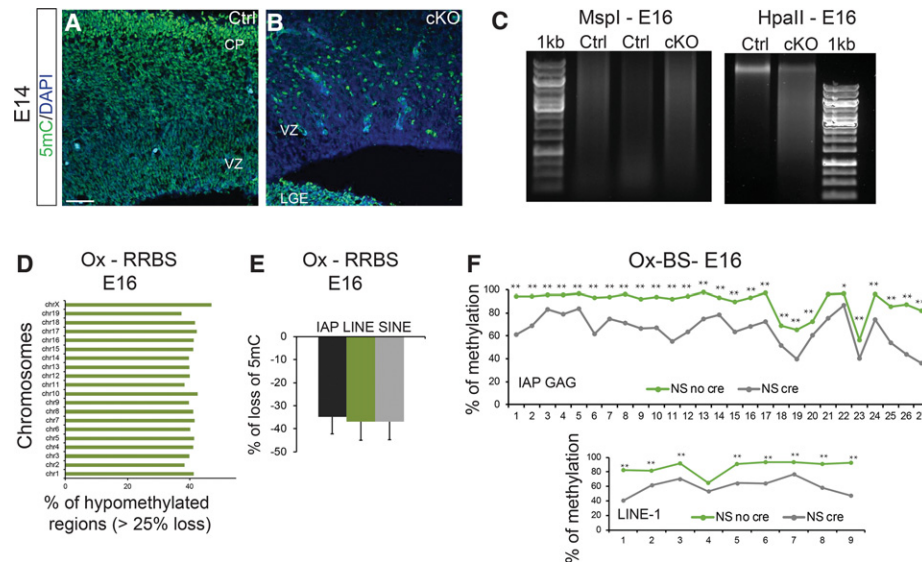 A
Ctrl
CP
VZ
E14
5mC/DAPI
B
cKO
VZ
LGE
C
MspI - E16
1kb Ctrl Ctrl cKO
HpaII - E16
Ctrl cKO 1kb
D
Ox - RRBS
E16
Chromosomes
chrX
chr19
chr18
chr17
chr16
chr15
chr14
chr13
chr12
chr11
chr10
chr9
chr8
chr7
chr6
chr5
chr4
chr3
chr2
chr1
0 20 40
% of hypomethylated
regions (> 25% loss)
E
Ox - RRBS
E16
IAP LINE SINE
% of loss of 5mC
0
-10
-20
-30
-40
-50
F
Ox-BS- E16
% of methylation
100
80
60
40
20
0
** ** ** ** ** ** ** ** ** ** ** ** ** ** ** ** ** ** ** ** * ** ** ** ** **
IAP GAG
NS no cre NS cre
1 2 3 4 5 6 7 8 9 10 11 12 13 14 15 16 17 18 19 20 21 22 23 24 25 26
% of methylation
100
80
60
40
20
0
** ** ** ** ** ** ** **
LINE-1
NS no cre NS cre
1 2 3 4 5 6 7 8 9